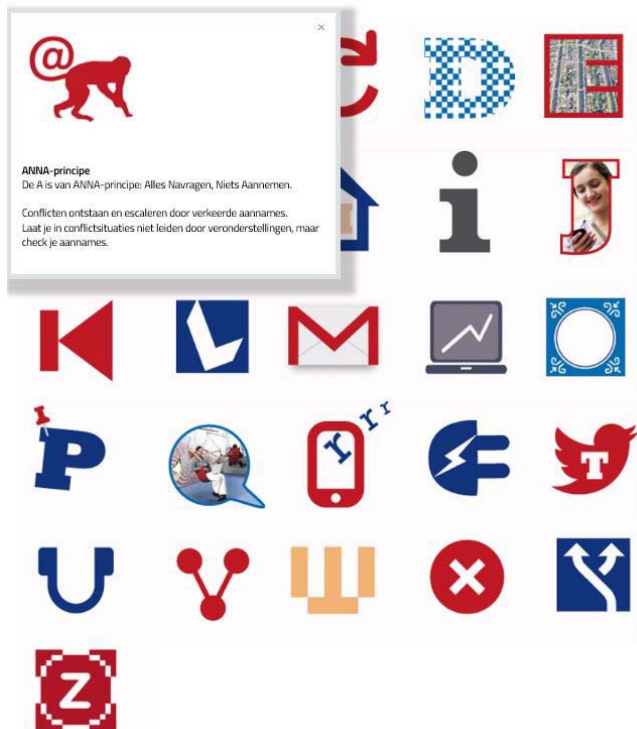 ×
@
ANNA-principe
De A is van ANNA-principe: Alles Navragen, Niets Aannemen.
Conflicten ontstaan en escaleren door verkeerde aannames.
Laat je in conflictsituaties niet leiden door veronderstellingen, maar
check je aannames.
D E
i J
K L M
P r r r T
U V W X Y
Z